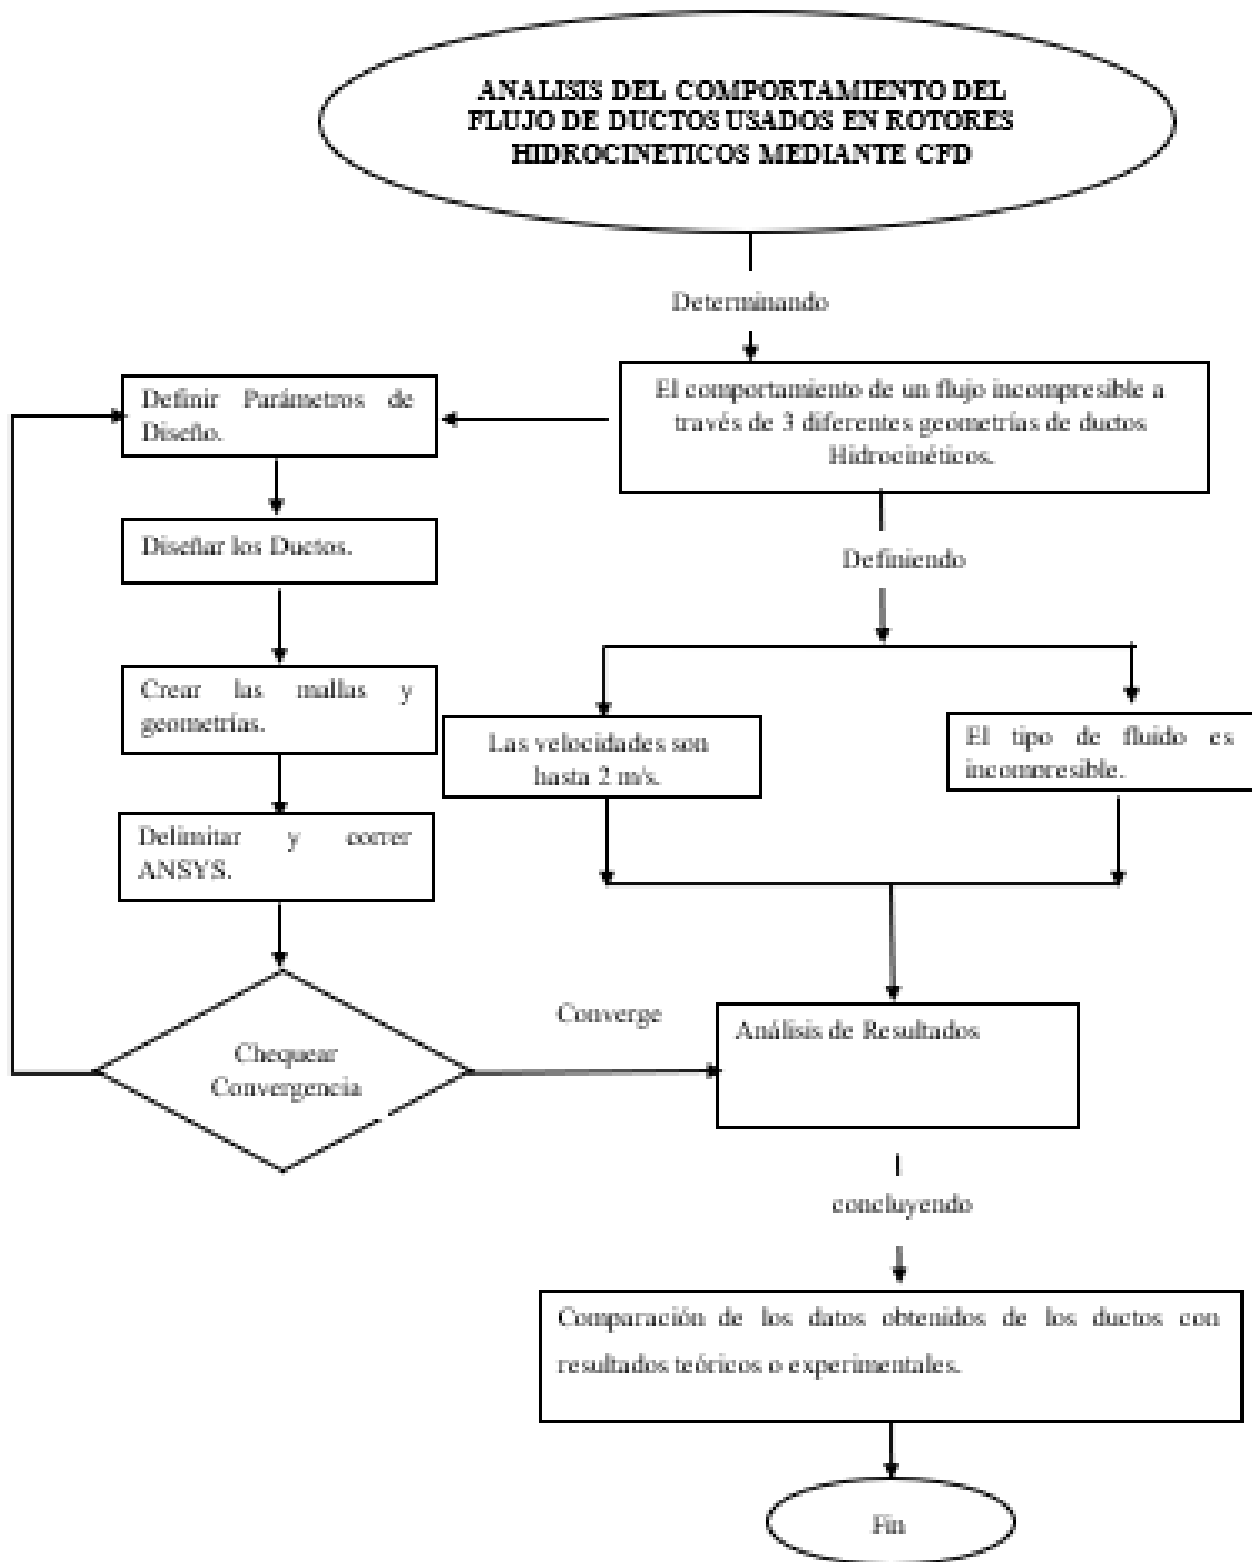 ANALISIS DEL COMPORTAMIENTO DEL
FLUJO DE DUCTOS USADOS EN ROTORES
HIDROCINETICOS MEDIANTE CFD
Determinando
El comportamiento de un flujo incompresible a
través de 3 diferentes geometrías de ductos
Hidrocinéticos.
Definir Parámetros de
Diseño.
Diseñar los Ductos.
Crear las mallas y
geometrías.
Delimitar y correr
ANSYS.
Chequear
Convergencia
Definiendo
Las velocidades son
hasta 2 m/s.
El tipo de fluido es
incompresible.
Converge
Análisis de Resultados
concluyendo
Comparación de los datos obtenidos de los ductos con
resultados teóricos o experimentales.
Fin